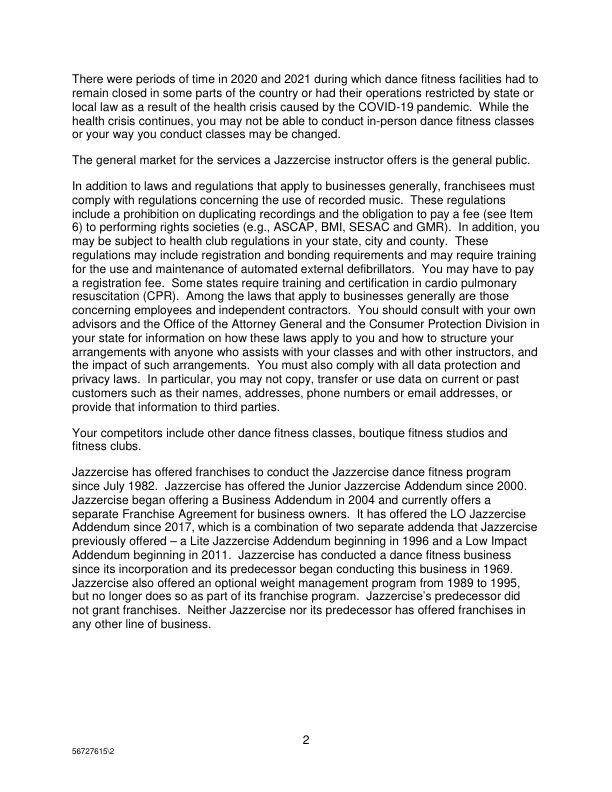 There were periods of time in 2020 and 2021 during which dance fitness facilities had to
remain closed in some parts of the country or had their operations restricted by state or
local law as a result of the health crisis caused by the COVID-19 pandemic.  While the
health crisis continues, you may not be able to conduct in-person dance fitness classes
or your way you conduct classes may be changed.
The general market for the services a Jazzercise instructor offers is the general public.
In addition to laws and regulations that apply to businesses generally, franchisees must
comply with regulations concerning the use of recorded music.  These regulations
include a prohibition on duplicating recordings and the obligation to pay a fee (see Item
6) to performing rights societies (e.g., ASCAP, BMI, SESAC and GMR).  In addition, you
may be subject to health club regulations in your state, city and county.  These
regulations may include registration and bonding requirements and may require training
for the use and maintenance of automated external defibrillators.  You may have to pay
a registration fee.  Some states require training and certification in cardio pulmonary
resuscitation (CPR).  Among the laws that apply to businesses generally are those
concerning employees and independent contractors.  You should consult with your own
advisors and the Office of the Attorney General and the Consumer Protection Division in
your state for information on how these laws apply to you and how to structure your
arrangements with anyone who assists with your classes and with other instructors, and
the impact of such arrangements.  You must also comply with all data protection and
privacy laws.  In particular, you may not copy, transfer or use data on current or past
customers such as their names, addresses, phone numbers or email addresses, or
provide that information to third parties.
Your competitors include other dance fitness classes, boutique fitness studios and
fitness clubs.
Jazzercise has offered franchises to conduct the Jazzercise dance fitness program
since July 1982.  Jazzercise has offered the Junior Jazzercise Addendum since 2000.
Jazzercise began offering a Business Addendum in 2004 and currently offers a
separate Franchise Agreement for business owners.  It has offered the LO Jazzercise
Addendum since 2017, which is a combination of two separate addenda that Jazzercise
previously offered – a Lite Jazzercise Addendum beginning in 1996 and a Low Impact
Addendum beginning in 2011.  Jazzercise has conducted a dance fitness business
since its incorporation and its predecessor began conducting this business in 1969.
Jazzercise also offered an optional weight management program from 1989 to 1995,
but no longer does so as part of its franchise program.  Jazzercise's predecessor did
not grant franchises.  Neither Jazzercise nor its predecessor has offered franchises in
any other line of business.
2
56727615\2